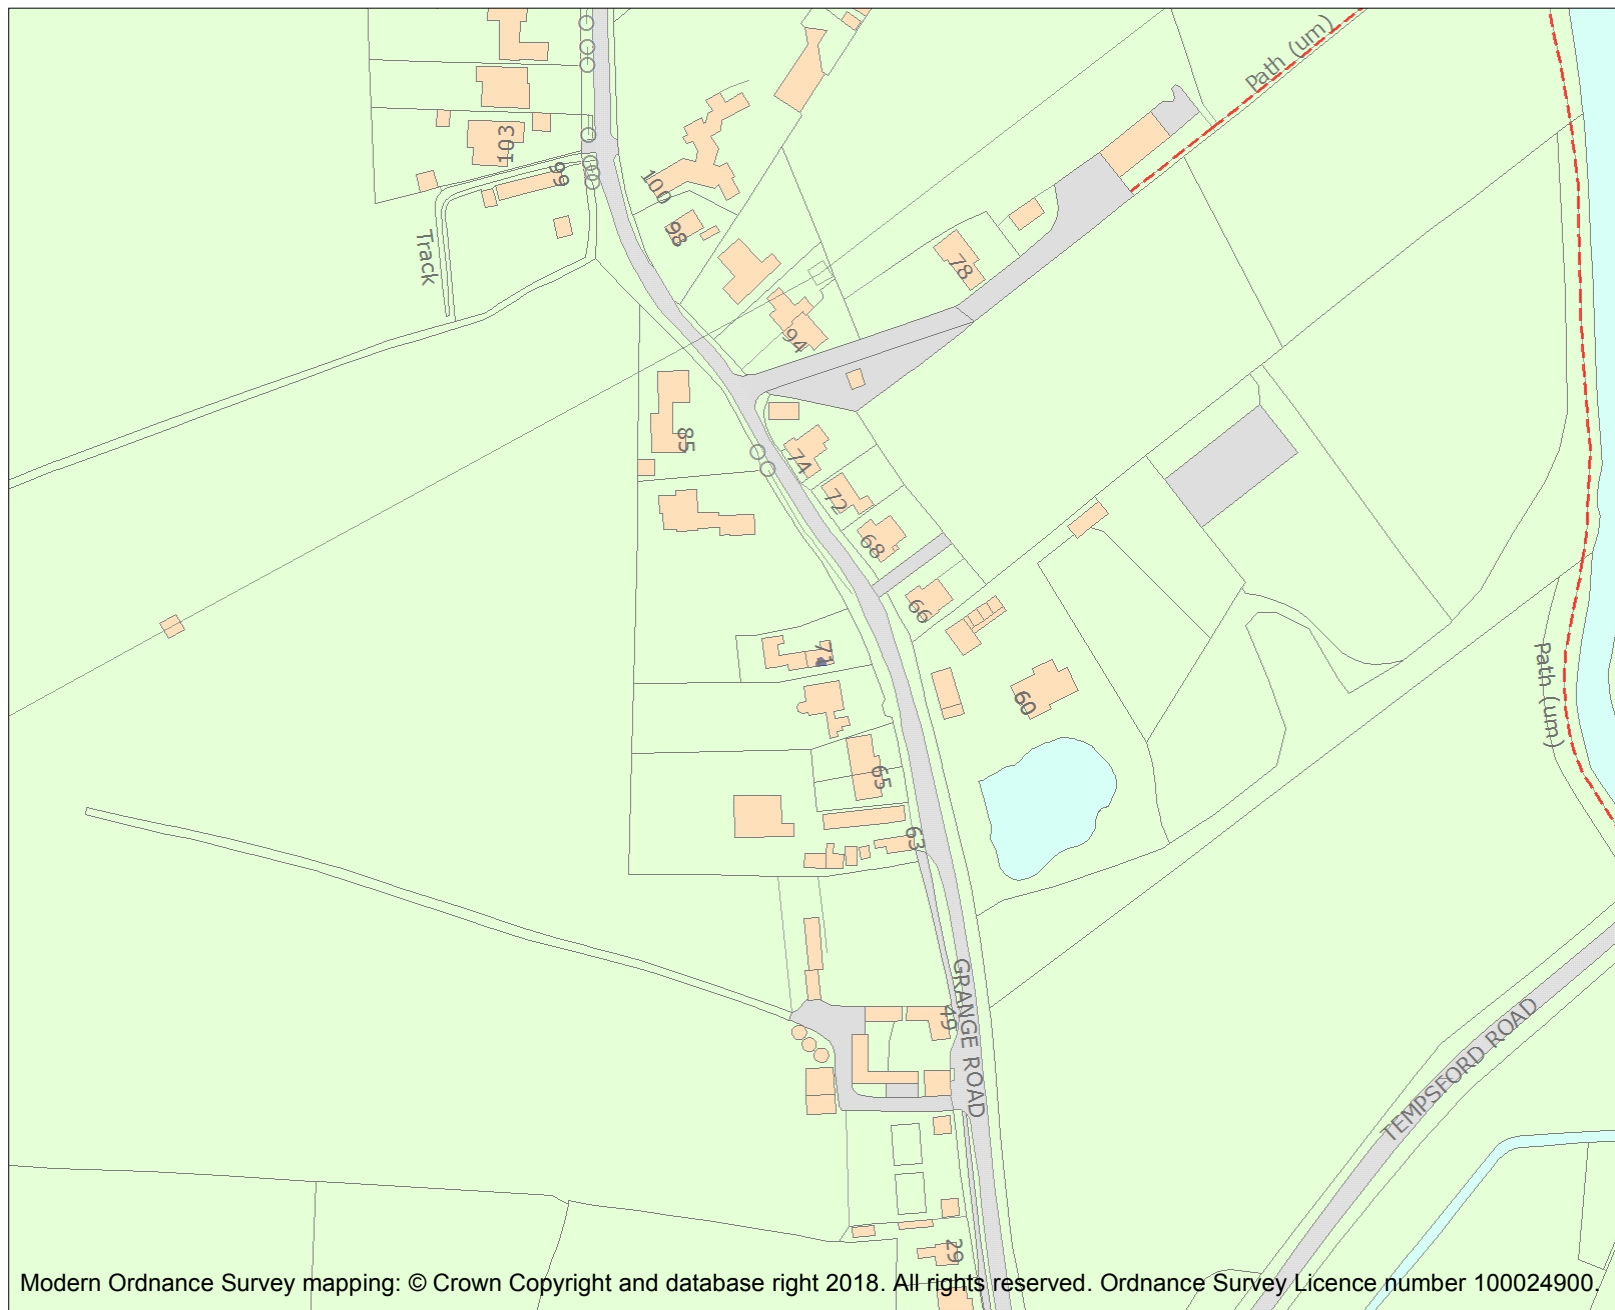 Path (um)
103
99
100
98
Track
78
94
85
74
72
68
66
71
60
Path (um)
65
63
GRANGE ROAD
49
TEMPSFORD ROAD
29
Modern Ordnance Survey mapping: © Crown Copyright and database right 2018. All rights reserved. Ordnance Survey Licence number 100024900.